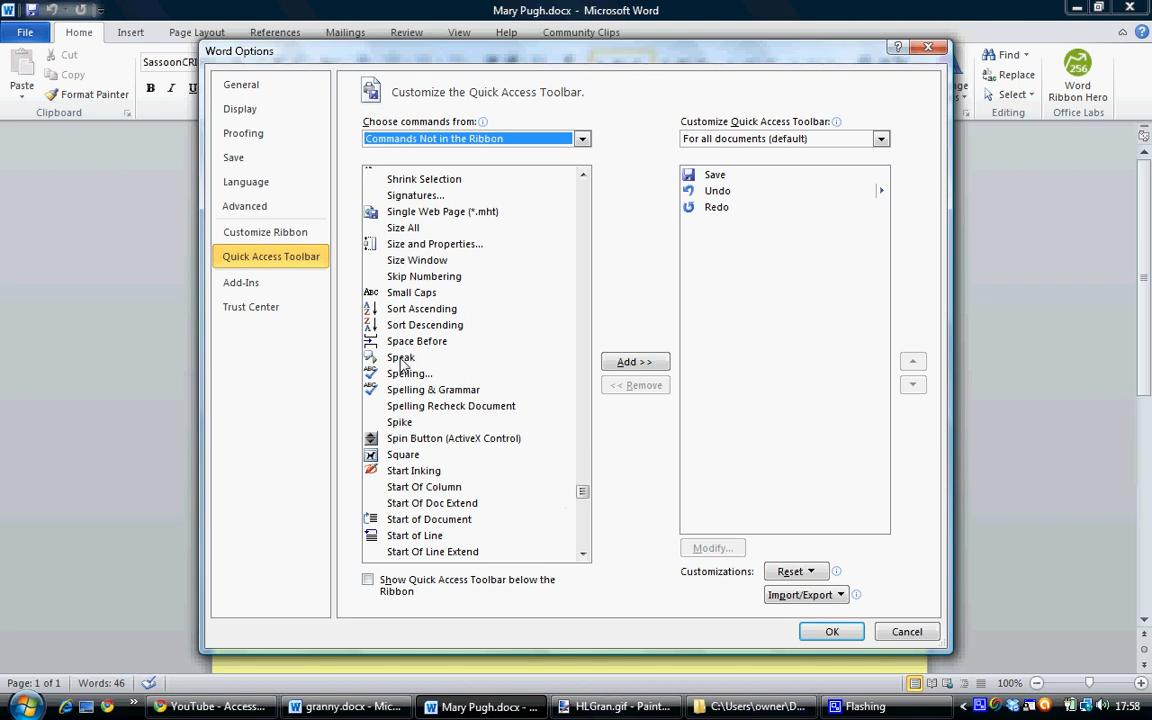 Mary Pugh.docx - Microsoft Word
File Home Insert Page Layout References Mailings Review View Help Community Clips
Cut
Copy
Paste
Format Painter
Clipboard
SassoonCRI
B I U
Find
Replace
Select
Editing
Word
Ribbon Hero
Office Labs
256
Word Options
General
Display
Proofing
Save
Language
Advanced
Customize Ribbon
Quick Access Toolbar
Add-Ins
Trust Center
Customize the Quick Access Toolbar.
Choose commands from:
Commands Not in the Ribbon
Shrink Selection
Signatures...
Single Web Page (*.mht)
Size All
Size and Properties...
Size Window
Skip Numbering
Small Caps
Sort Ascending
Sort Descending
Space Before
Speak
Spelling...
Spelling & Grammar
Spelling Recheck Document
Spike
Spin Button (ActiveX Control)
Square
Start Inking
Start Of Column
Start Of Doc Extend
Start of Document
Start of Line
Start Of Line Extend
Show Quick Access Toolbar below the
Ribbon
Add >>
<< Remove
Customize Quick Access Toolbar:
For all documents (default)
Save
Undo
Redo
Modify...
Customizations:
Reset
Import/Export
OK
Cancel
Page: 1 of 1 Words: 46
100%
YouTube - Access...
granny.docx - Micr...
Mary Pugh.docx - ...
HLGran.gif - Paint...
C:\Users\owner\D...
Flashing
17:58